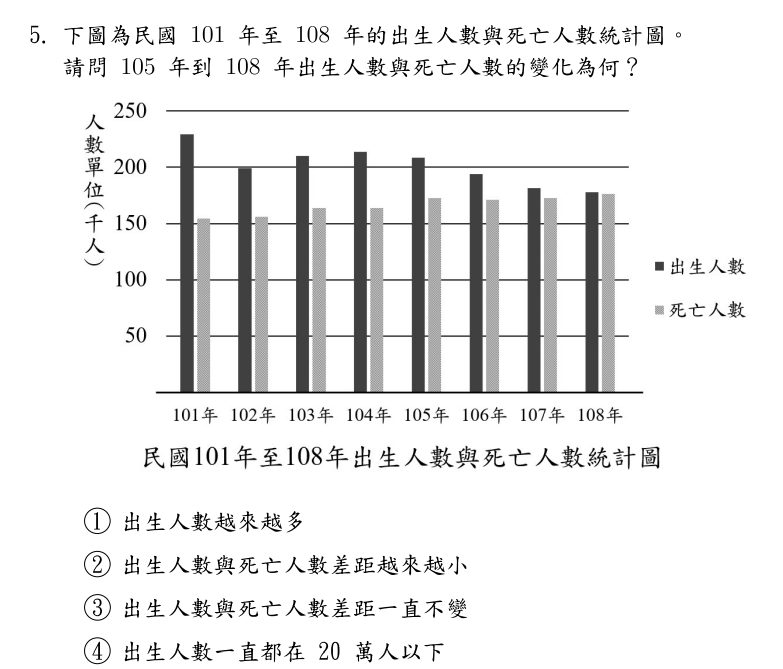 5. 下圖為民國 101 年至 108 年的出生人數與死亡人數統計圖。
請問 105 年到 108 年出生人數與死亡人數的變化為何？
人數單位(千人)
250
200
150
100
50
出生人數
死亡人數
101年 102年 103年 104年 105年 106年 107年 108年
民國101年至108年出生人數與死亡人數統計圖
① 出生人數越來越多
② 出生人數與死亡人數差距越來越小
③ 出生人數與死亡人數差距一直不變
④ 出生人數一直都在 20 萬人以下